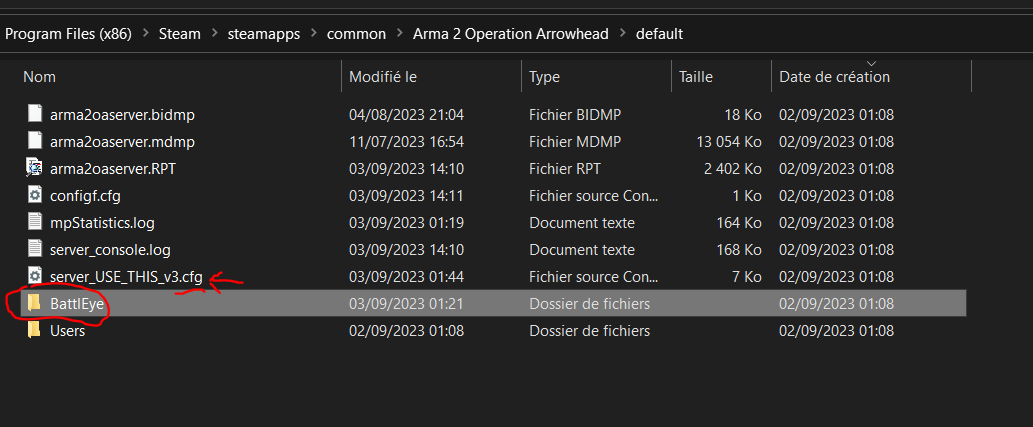 Program Files (x86) > Steam > steamapps > common > Arma 2 Operation Arrowhead > default
Nom Modifié le Type Taille Date de création
arma2oaserver.bidmp 04/08/2023 21:04 Fichier BIDMP 18 Ko 02/09/2023 01:08
arma2oaserver.mdmp 11/07/2023 16:54 Fichier MDMP 13 054 Ko 02/09/2023 01:08
arma2oaserver.RPT 03/09/2023 14:10 Fichier RPT 2 402 Ko 02/09/2023 01:08
configf.cfg 03/09/2023 14:11 Fichier source Con... 1 Ko 02/09/2023 01:08
mpStatistics.log 03/09/2023 01:19 Document texte 164 Ko 02/09/2023 01:08
server_console.log 03/09/2023 14:10 Document texte 168 Ko 02/09/2023 01:08
server_USE_THIS_v3.cfg 03/09/2023 01:44 Fichier source Con... 7 Ko 02/09/2023 01:08
BattlEye 03/09/2023 01:21 Dossier de fichiers 02/09/2023 01:08
Users 02/09/2023 01:08 Dossier de fichiers 02/09/2023 01:08